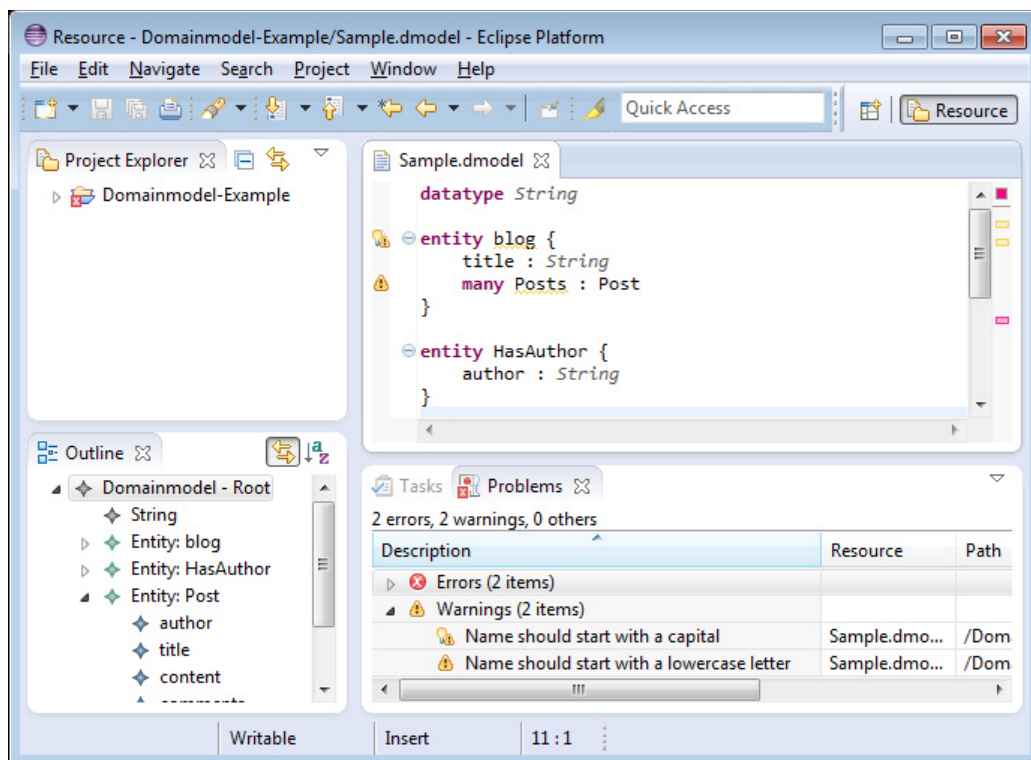 Resource - Domainmodel-Example/Sample.dmodel - Eclipse Platform
File Edit Navigate Search Project Window Help
Quick Access
Resource
Project Explorer
Domainmodel-Example
Sample.dmodel
datatype String
entity blog {
title : String
many Posts : Post
}
entity HasAuthor {
author : String
}
Outline
Domainmodel - Root
String
Entity: blog
Entity: HasAuthor
Entity: Post
author
title
content
Tasks Problems
2 errors, 2 warnings, 0 others
Description Resource Path
Errors (2 items)
Warnings (2 items)
Name should start with a capital Sample.dmo... /Dom
Name should start with a lowercase letter Sample.dmo... /Dom
Writable Insert 11 : 1